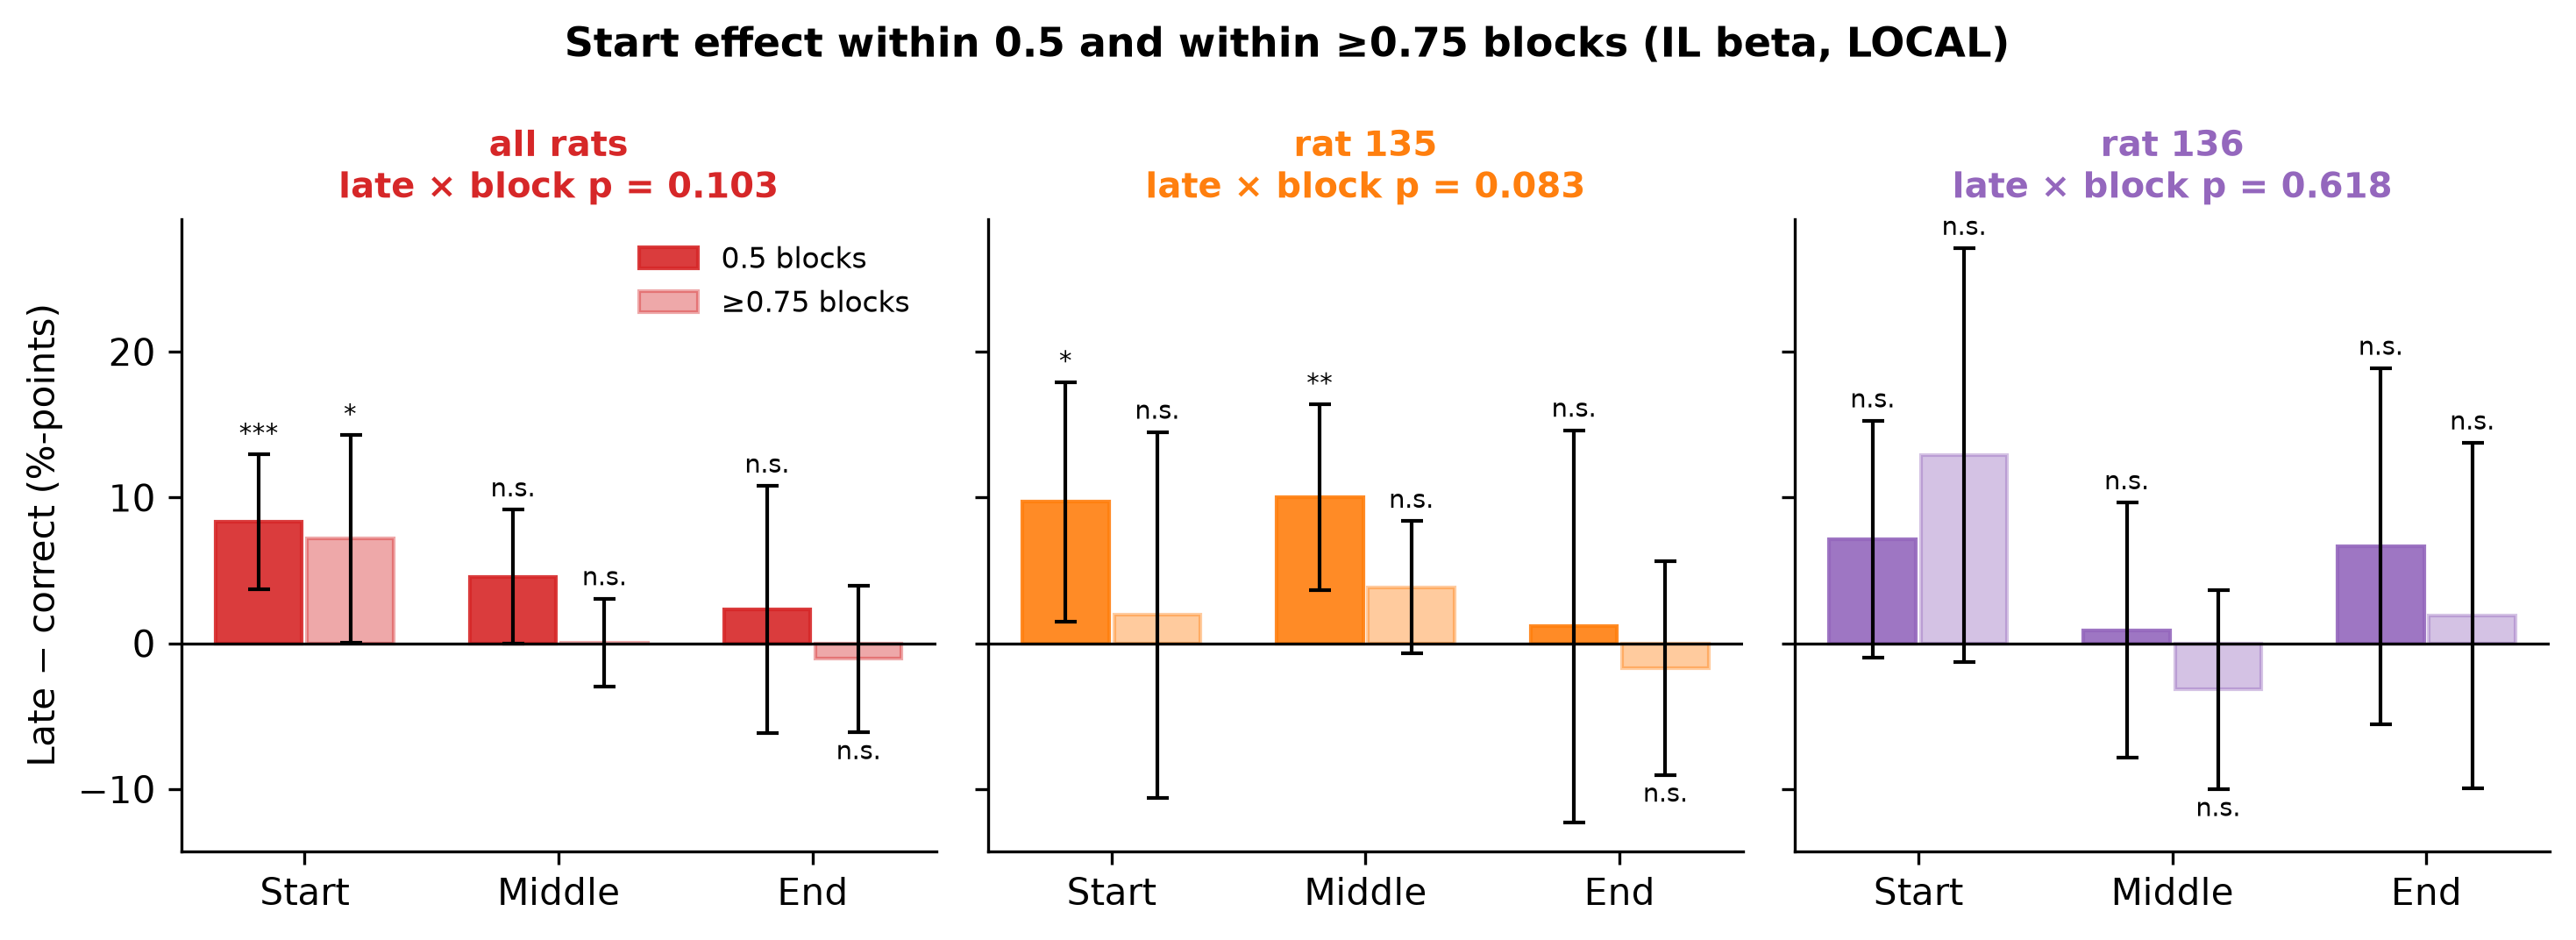 Start effect within 0.5 and within ≥0.75 blocks (IL beta, LOCAL)
all rats
late × block p = 0.103
rat 135
late × block p = 0.083
rat 136
late × block p = 0.618
Late − correct (%-points)
20
10
0
−10
0.5 blocks
≥0.75 blocks
***
*
n.s.
n.s.
n.s.
n.s.
*
n.s.
**
n.s.
n.s.
n.s.
n.s.
n.s.
n.s.
n.s.
n.s.
n.s.
Start Middle End
Start Middle End
Start Middle End